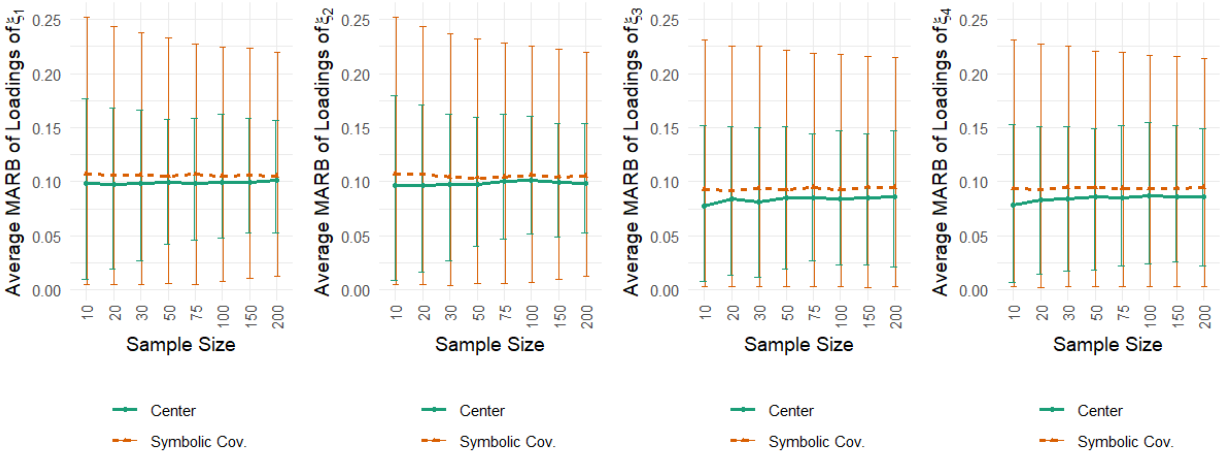 Average MARB of Loadings of ξ1
0.25
0.20
0.15
0.10
0.05
0.00
10 20 30 50 75 100 150 200
Sample Size
Center
Symbolic Cov.
Average MARB of Loadings of ξ2
0.25
0.20
0.15
0.10
0.05
0.00
10 20 30 50 75 100 150 200
Sample Size
Center
Symbolic Cov.
Average MARB of Loadings of ξ3
0.25
0.20
0.15
0.10
0.05
0.00
10 20 30 50 75 100 150 200
Sample Size
Center
Symbolic Cov.
Average MARB of Loadings of ξ4
0.25
0.20
0.15
0.10
0.05
0.00
10 20 30 50 75 100 150 200
Sample Size
Center
Symbolic Cov.